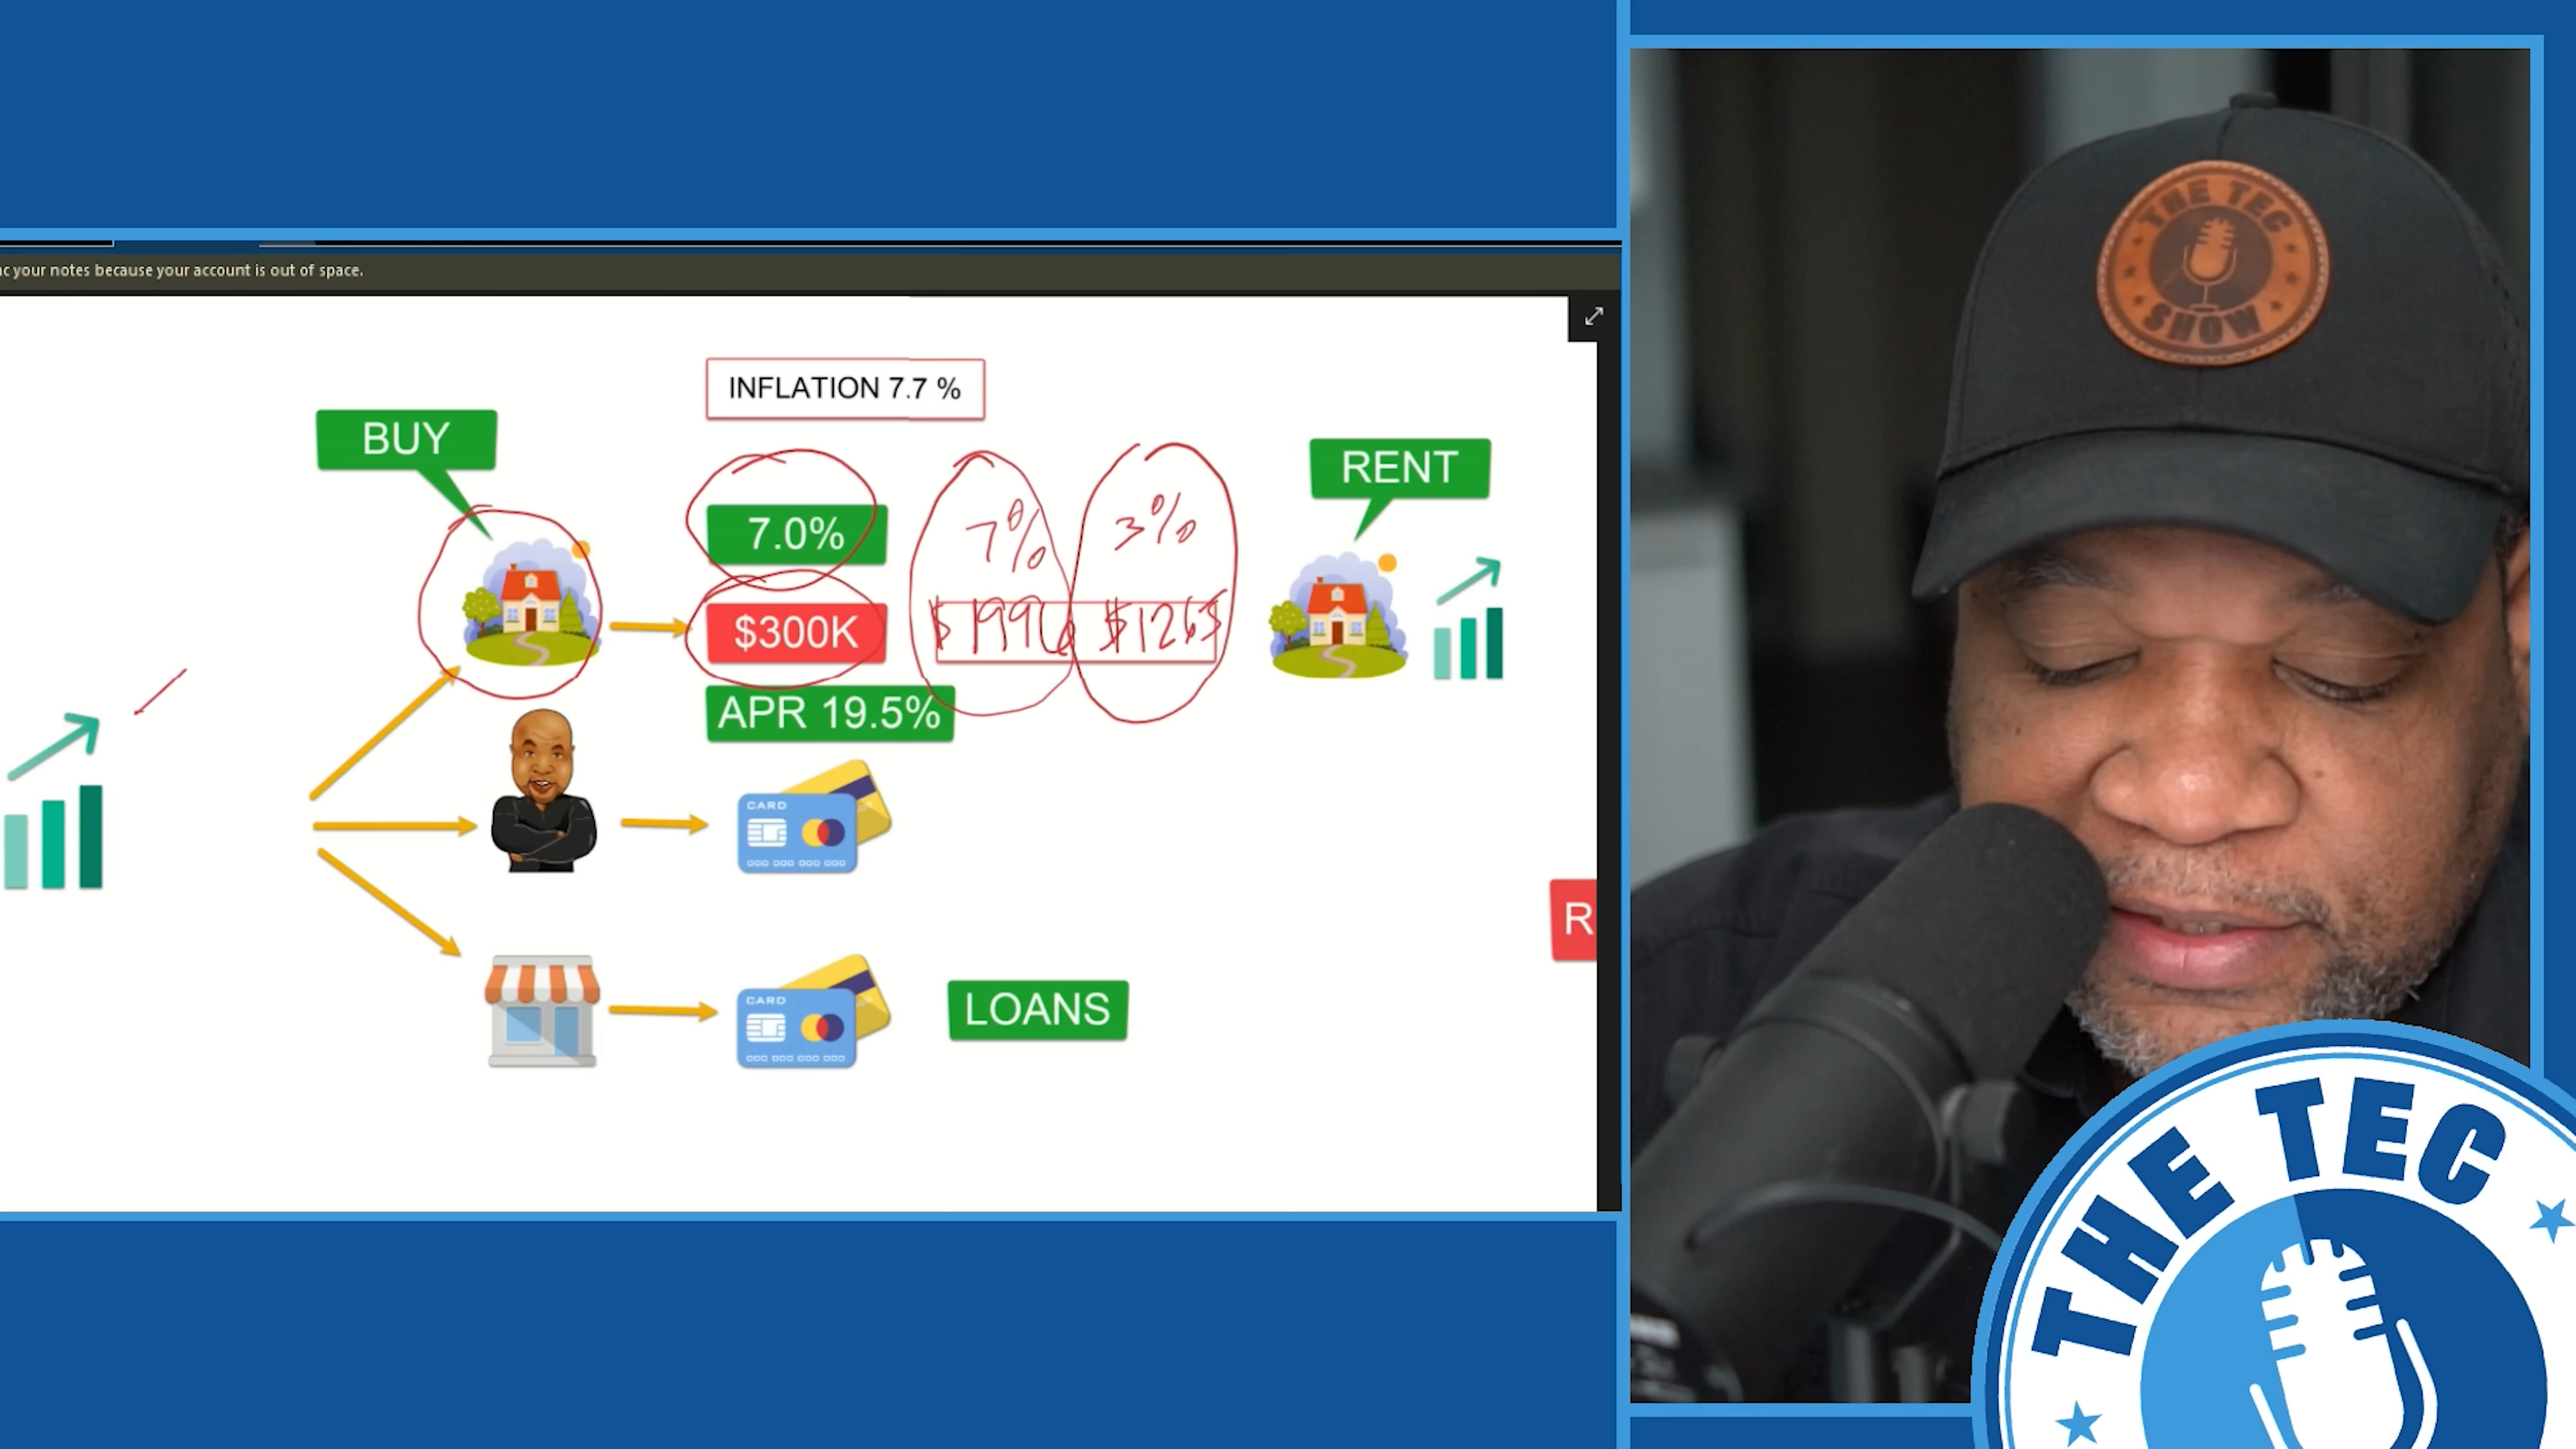 ac your notes because your account is out of space.
INFLATION 7.7 %
BUY
RENT
7.0%
7%
3%
$300K
$1996
$1265
APR 19.5%
CARD
R
CARD
LOANS
THE TEC
SHOW
THE TEC